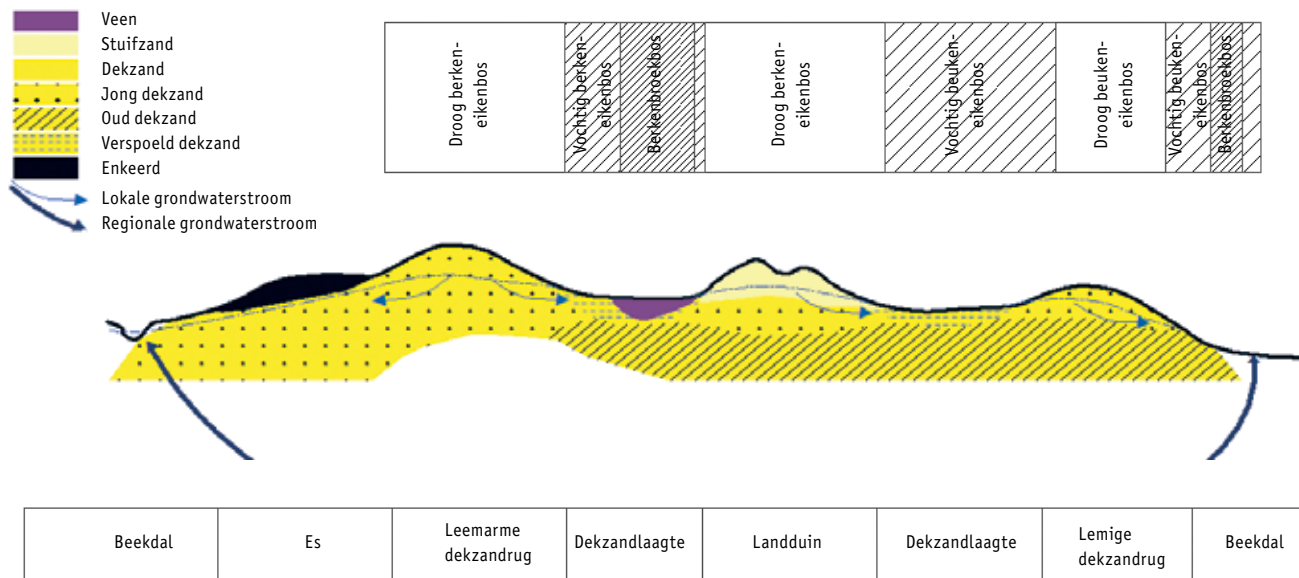 Veen
Stuifzand
Dekzand
Jong dekzand
Oud dekzand
Verspoeld dekzand
Enkeerd
Lokale grondwaterstroom
Regionale grondwaterstroom
Droog berken-
eikenbos
Vochtig berken-
eikenbos
Berkenbroekbos
Droog berken-
eikenbos
Vochtig beuken-
eikenbos
Droog beuken-
eikenbos
Vochtig beuken-
eikenbos
Berkenbroekbos
Beekdal
Es
Leemarme
dekzandrug
Dekzandlaagte
Landduin
Dekzandlaagte
Lemige
dekzandrug
Beekdal